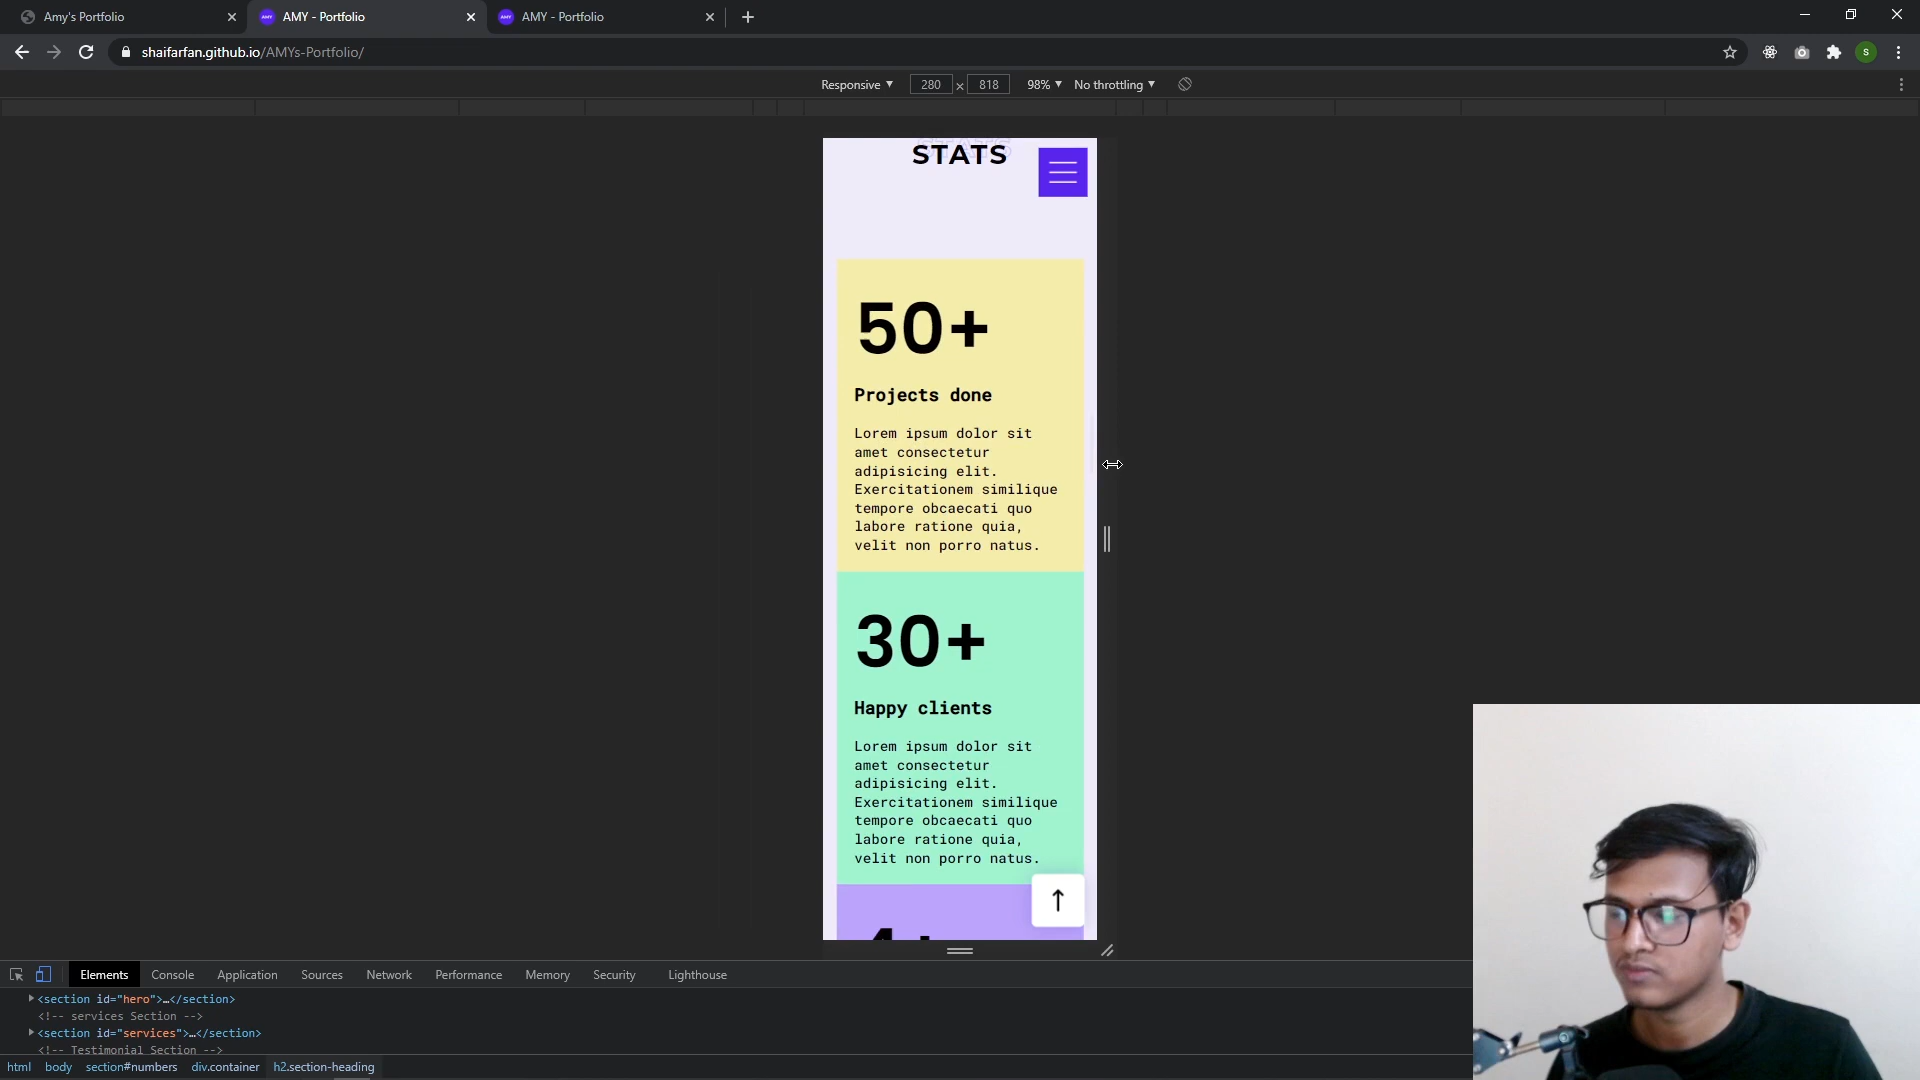 Amy's Portfolio
AMY - Portfolio
AMY - Portfolio
shaifarfan.github.io/AMYs-Portfolio/
S
Responsive 280 × 818 98% No throttling
STATS
50+
Projects done
Lorem ipsum dolor sit
amet consectetur
adipisicing elit.
Exercitationem similique
tempore obcaecati quo
labore ratione quia,
velit non porro natus.
30+
Happy clients
Lorem ipsum dolor sit
amet consectetur
adipisicing elit.
Exercitationem similique
tempore obcaecati quo
labore ratione quia,
velit non porro natus.
Elements Console Application Sources Network Performance Memory Security Lighthouse
<section id="hero">…</section>
<!-- services Section -->
<section id="services">…</section>
<!-- Testimonial Section -->
html body section#numbers div.container h2.section-heading